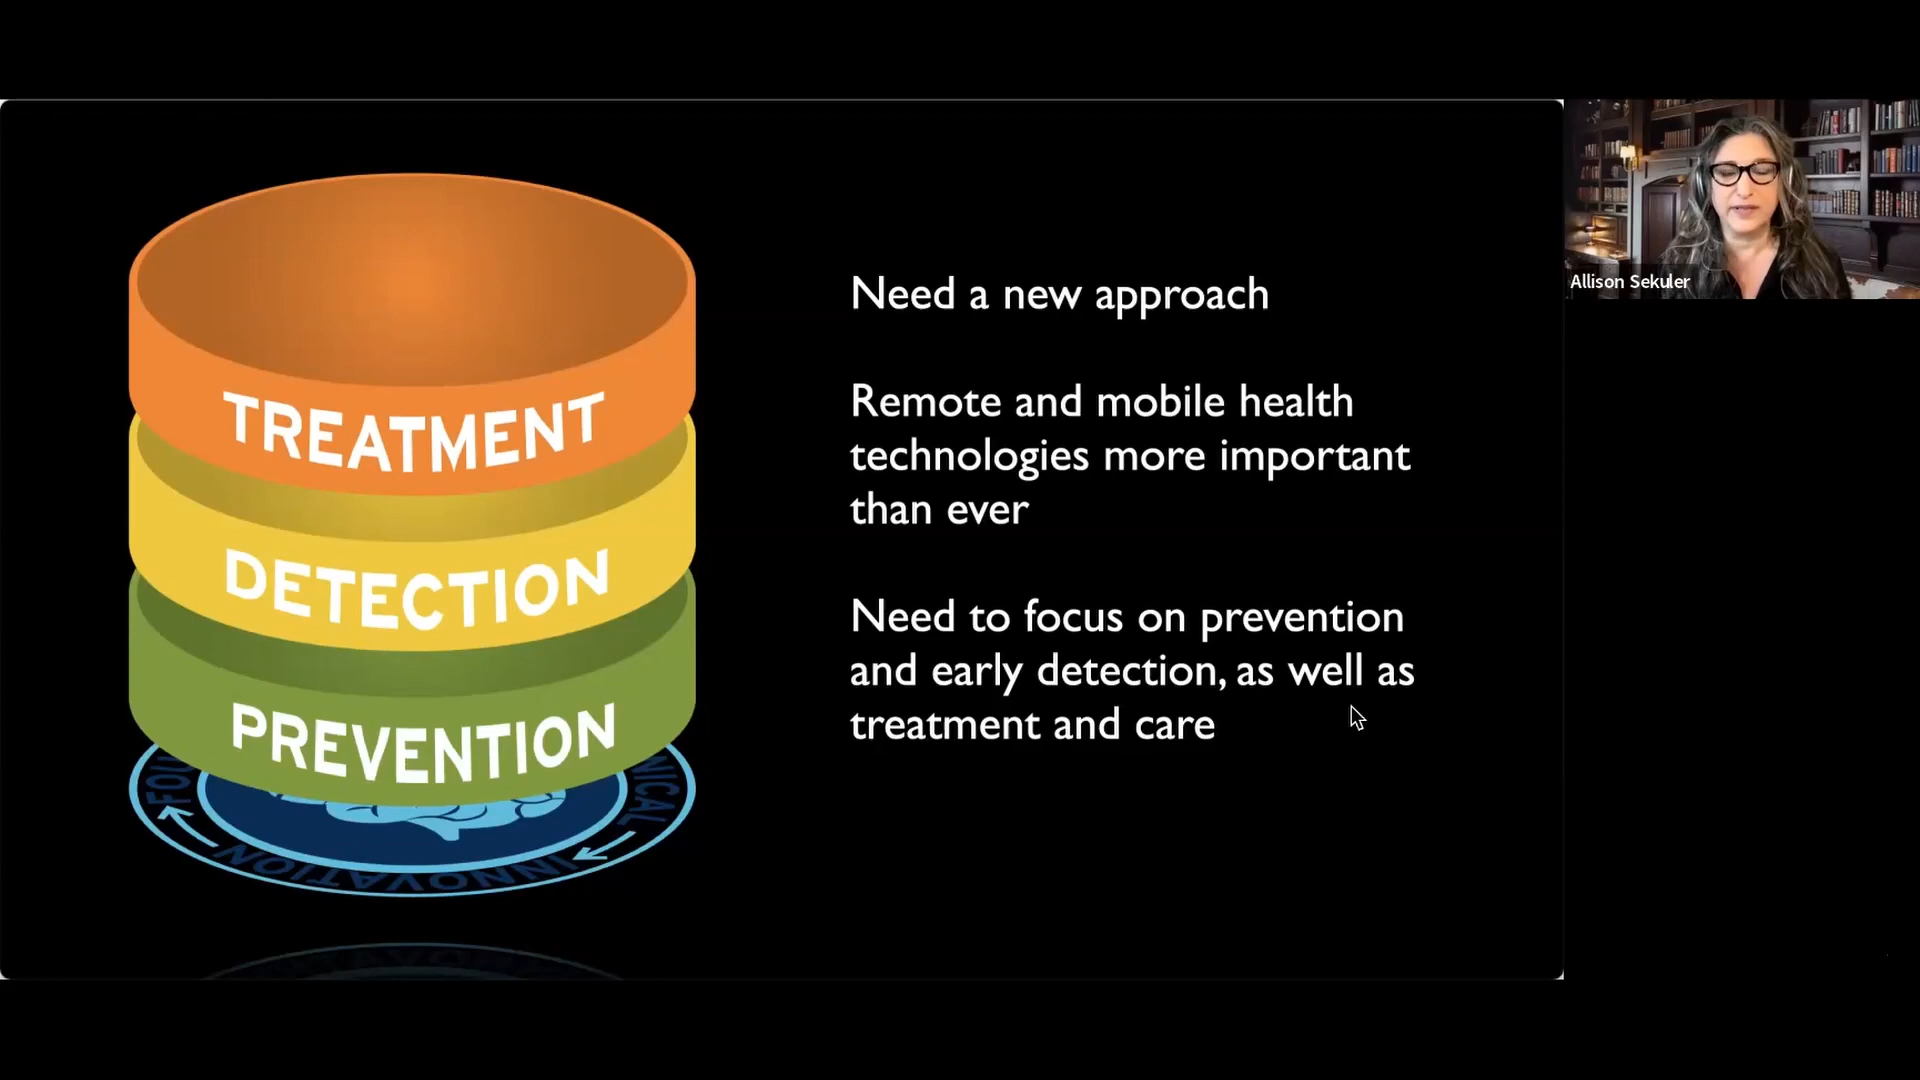 TREATMENT
DETECTION
PREVENTION
INNOVATION
Need a new approach
Remote and mobile health
technologies more important
than ever
Need to focus on prevention
and early detection, as well as
treatment and care
Allison Sekuler